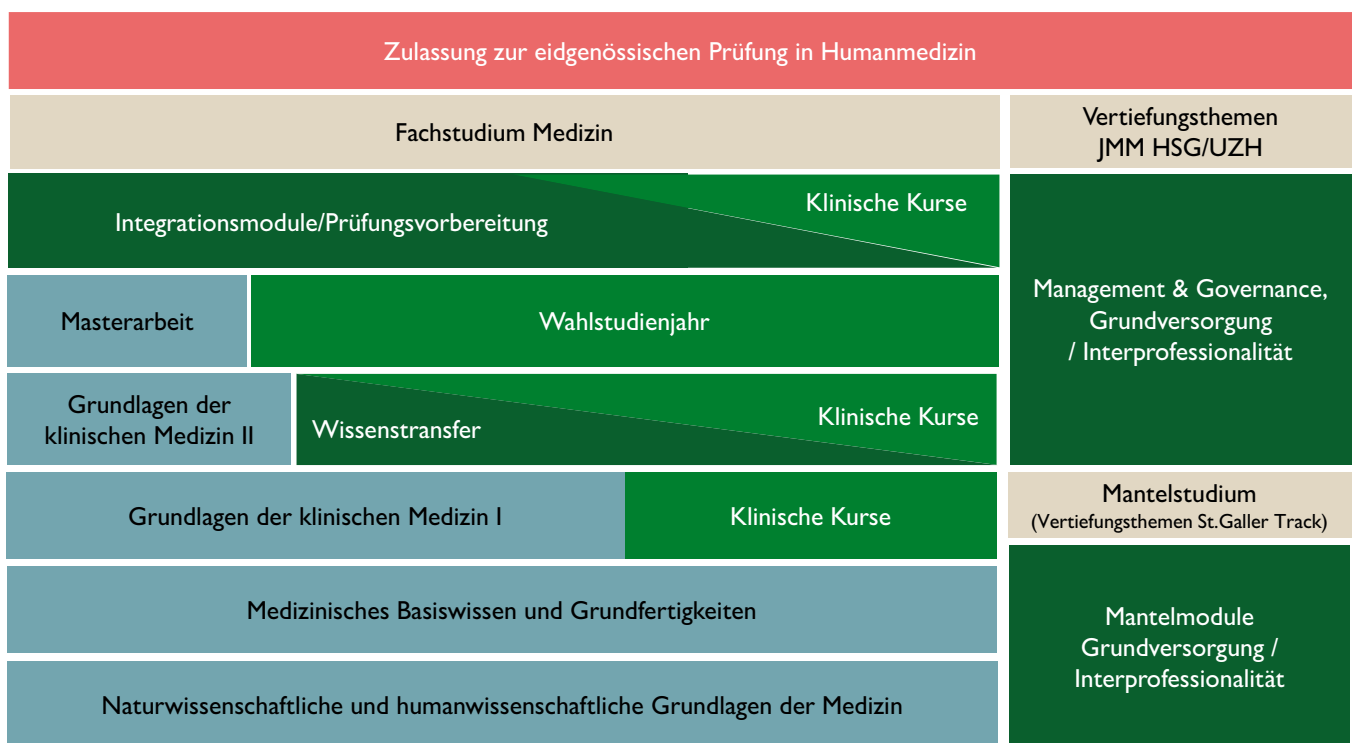 Zulassung zur eidgenössischen Prüfung in Humanmedizin
Fachstudium Medizin
Vertiefungsthemen
JMM HSG/UZH
Integrationsmodule/Prüfungsvorbereitung
Klinische Kurse
Management & Governance,
Grundversorgung
/ Interprofessionalität
Masterarbeit
Wahlstudienjahr
Grundlagen der
klinischen Medizin II
Wissenstransfer
Klinische Kurse
Grundlagen der klinischen Medizin I
Klinische Kurse
Mantelstudium
(Vertiefungsthemen St.Galler Track)
Medizinisches Basiswissen und Grundfertigkeiten
Mantelmodule
Grundversorgung /
Interprofessionalität
Naturwissenschaftliche und humanwissenschaftliche Grundlagen der Medizin